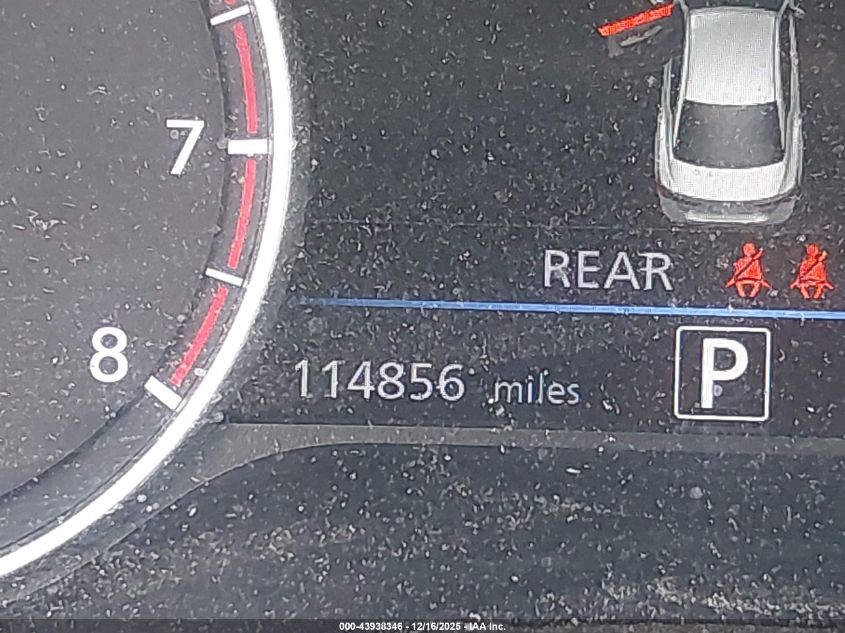 7
REAR
8
114856 miles
P
000-43938346 - 12/16/2025 - IAA Inc.